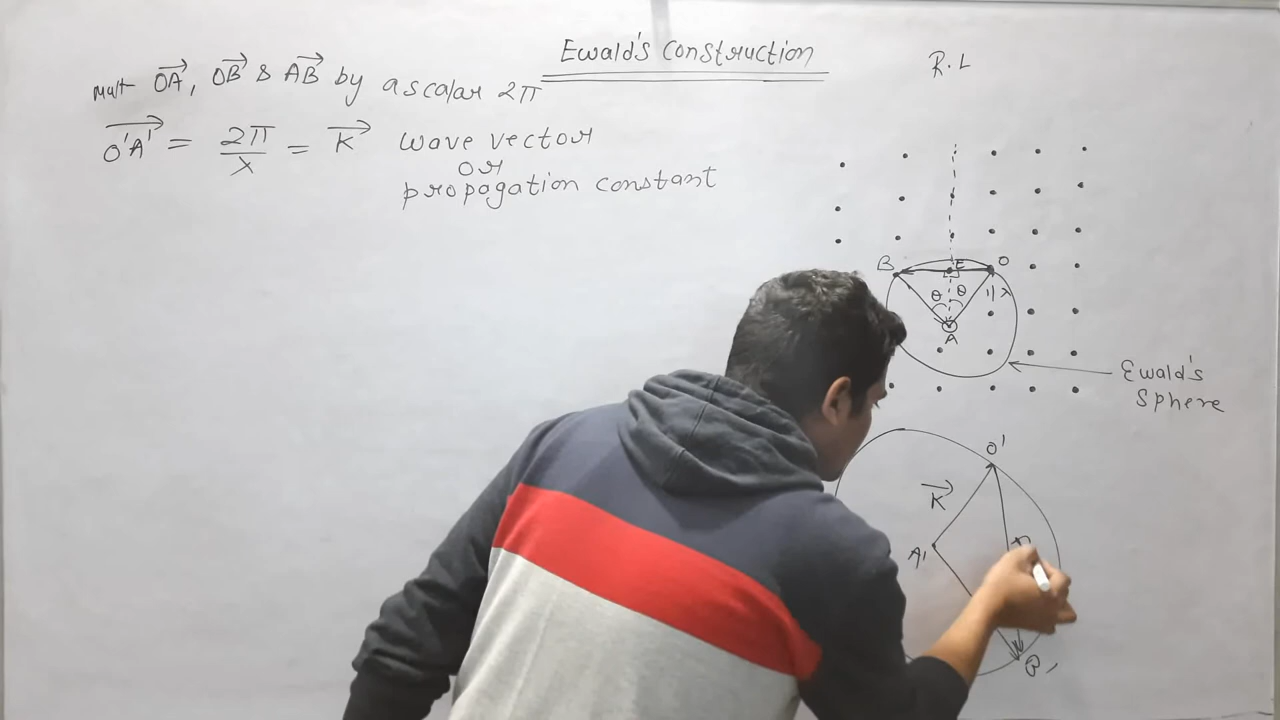 Ewald's Construction
mult OA, OB & AB by a scalar 2π
O'A' = 2π/λ = K wave vector
or
propagation constant
R.L
B E O
θ θ 1/λ
A
Ewald's
Sphere
O'
K
A'
B'